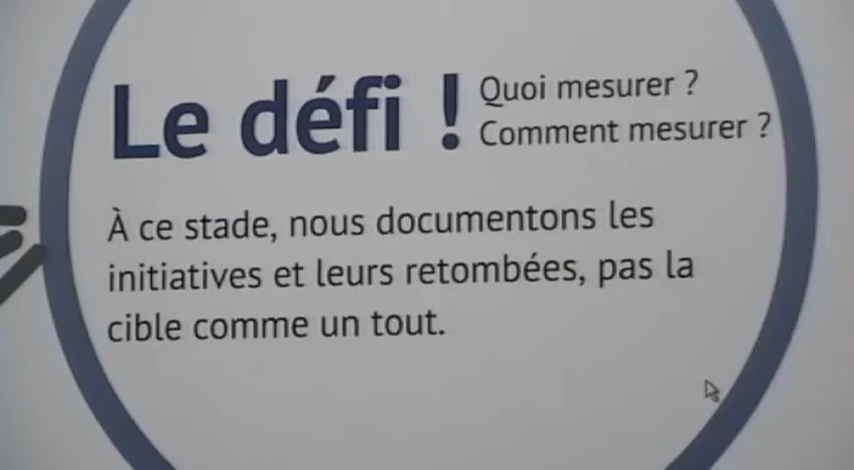 Le défi !
Quoi mesurer ?
Comment mesurer ?
À ce stade, nous documentons les
initiatives et leurs retombées, pas la
cible comme un tout.